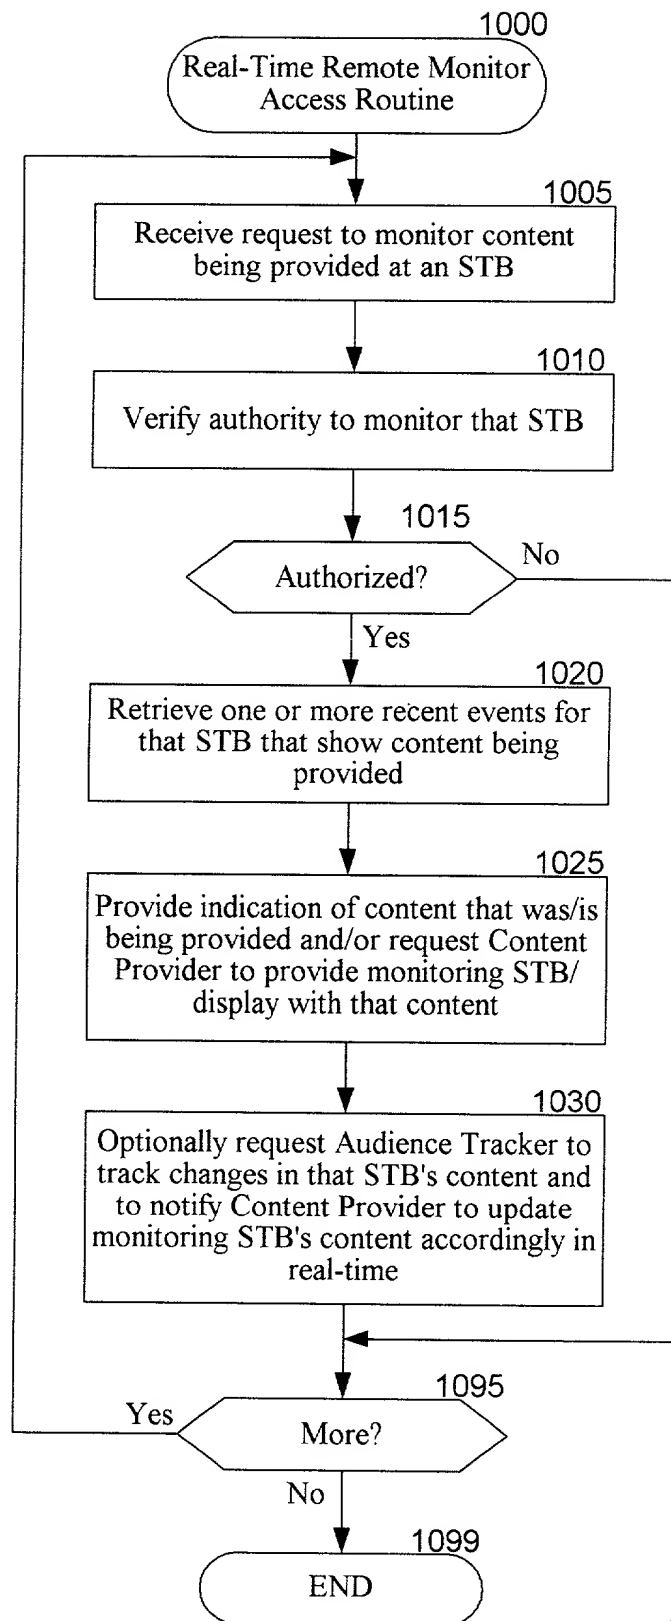 1000
Real-Time Remote Monitor
Access Routine
1005
Receive request to monitor content
being provided at an STB
1010
Verify authority to monitor that STB
1015
Authorized?
No
Yes
1020
Retrieve one or more recent events for
that STB that show content being
provided
1025
Provide indication of content that was/is
being provided and/or request Content
Provider to provide monitoring STB/
display with that content
1030
Optionally request Audience Tracker to
track changes in that STB's content and
to notify Content Provider to update
monitoring STB's content accordingly in
real-time
1095
Yes
More?
No
1099
END